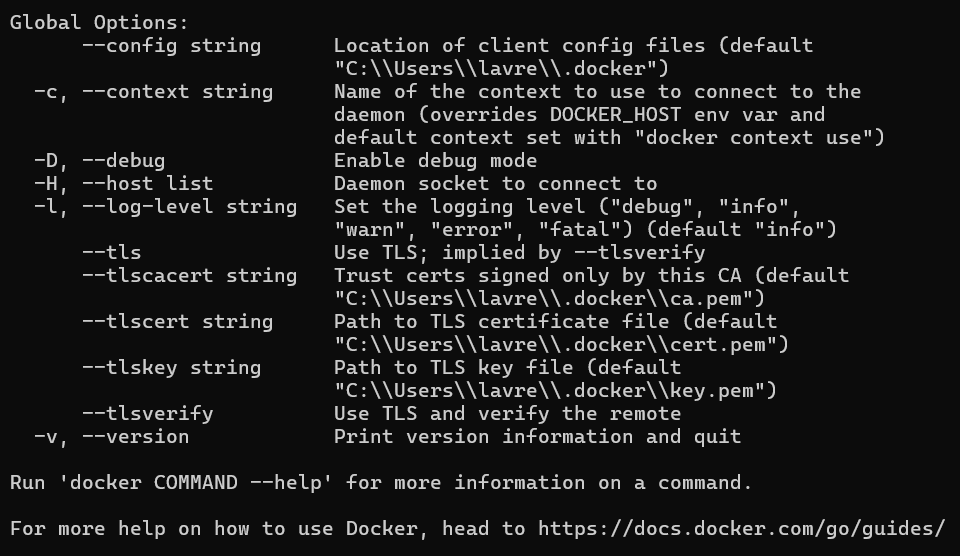 Global Options:
      --config string      Location of client config files (default
                           "C:\\Users\\lavre\\.docker")
  -c, --context string     Name of the context to use to connect to the
                           daemon (overrides DOCKER_HOST env var and
                           default context set with "docker context use")
  -D, --debug              Enable debug mode
  -H, --host list          Daemon socket to connect to
  -l, --log-level string   Set the logging level ("debug", "info",
                           "warn", "error", "fatal") (default "info")
      --tls                Use TLS; implied by --tlsverify
      --tlscacert string   Trust certs signed only by this CA (default
                           "C:\\Users\\lavre\\.docker\\ca.pem")
      --tlscert string     Path to TLS certificate file (default
                           "C:\\Users\\lavre\\.docker\\cert.pem")
      --tlskey string      Path to TLS key file (default
                           "C:\\Users\\lavre\\.docker\\key.pem")
      --tlsverify          Use TLS and verify the remote
  -v, --version            Print version information and quit

Run 'docker COMMAND --help' for more information on a command.

For more help on how to use Docker, head to https://docs.docker.com/go/guides/